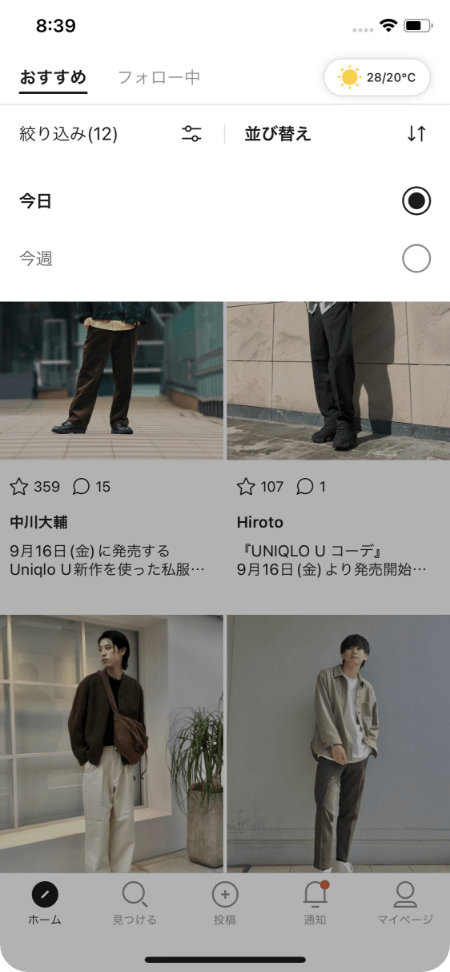 8:39
おすすめ
フォロー中
28/20°C
絞り込み(12)
並び替え
今日
今週
359
15
107
1
中川大輔
Hiroto
9月16日(金)に発売する
Uniqlo U新作を使った私服…
『UNIQLO U コーデ』
9月16日(金)より発売開始…
ホーム
見つける
投稿
通知
マイページ